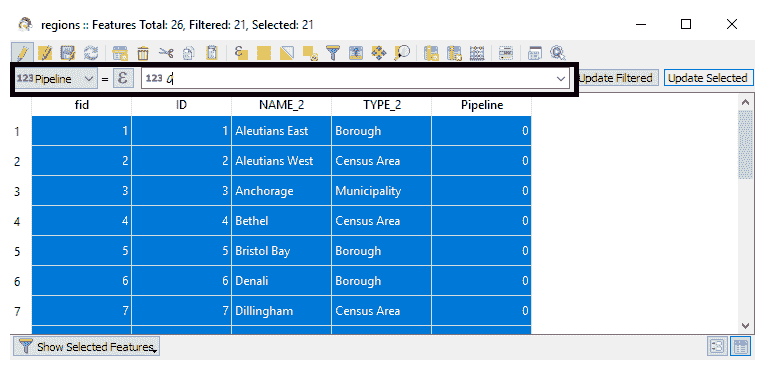 regions :: Features Total: 26, Filtered: 21, Selected: 21
123 Pipeline = ε 123 Update Filtered Update Selected
fid ID NAME_2 TYPE_2 Pipeline
1 1 1 Aleutians East Borough 0
2 2 2 Aleutians West Census Area 0
3 3 3 Anchorage Municipality 0
4 4 4 Bethel Census Area 0
5 5 5 Bristol Bay Borough 0
6 6 6 Denali Borough 0
7 7 7 Dillingham Census Area 0
Show Selected Features